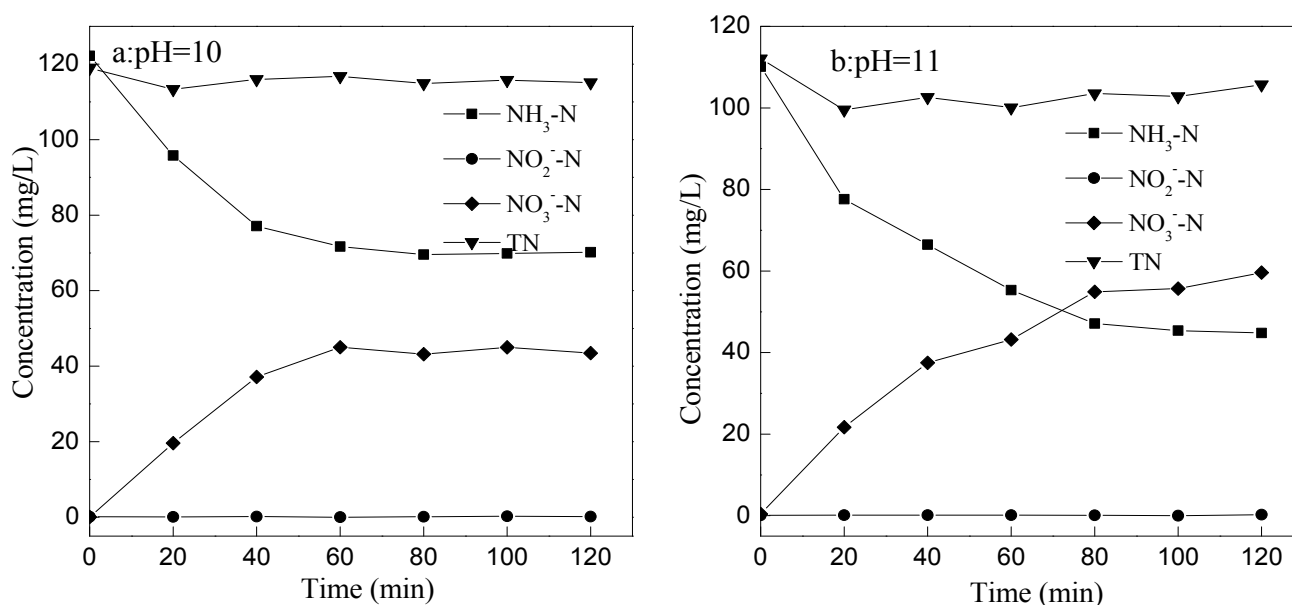 a:pH=10
NH₃-N
NO₂⁻-N
NO₃⁻-N
TN
Concentration (mg/L)
120
100
80
60
40
20
0
0 20 40 60 80 100 120
Time (min)
b:pH=11
NH₃-N
NO₂⁻-N
NO₃⁻-N
TN
Concentration (mg/L)
120
100
80
60
40
20
0
0 20 40 60 80 100 120
Time (min)